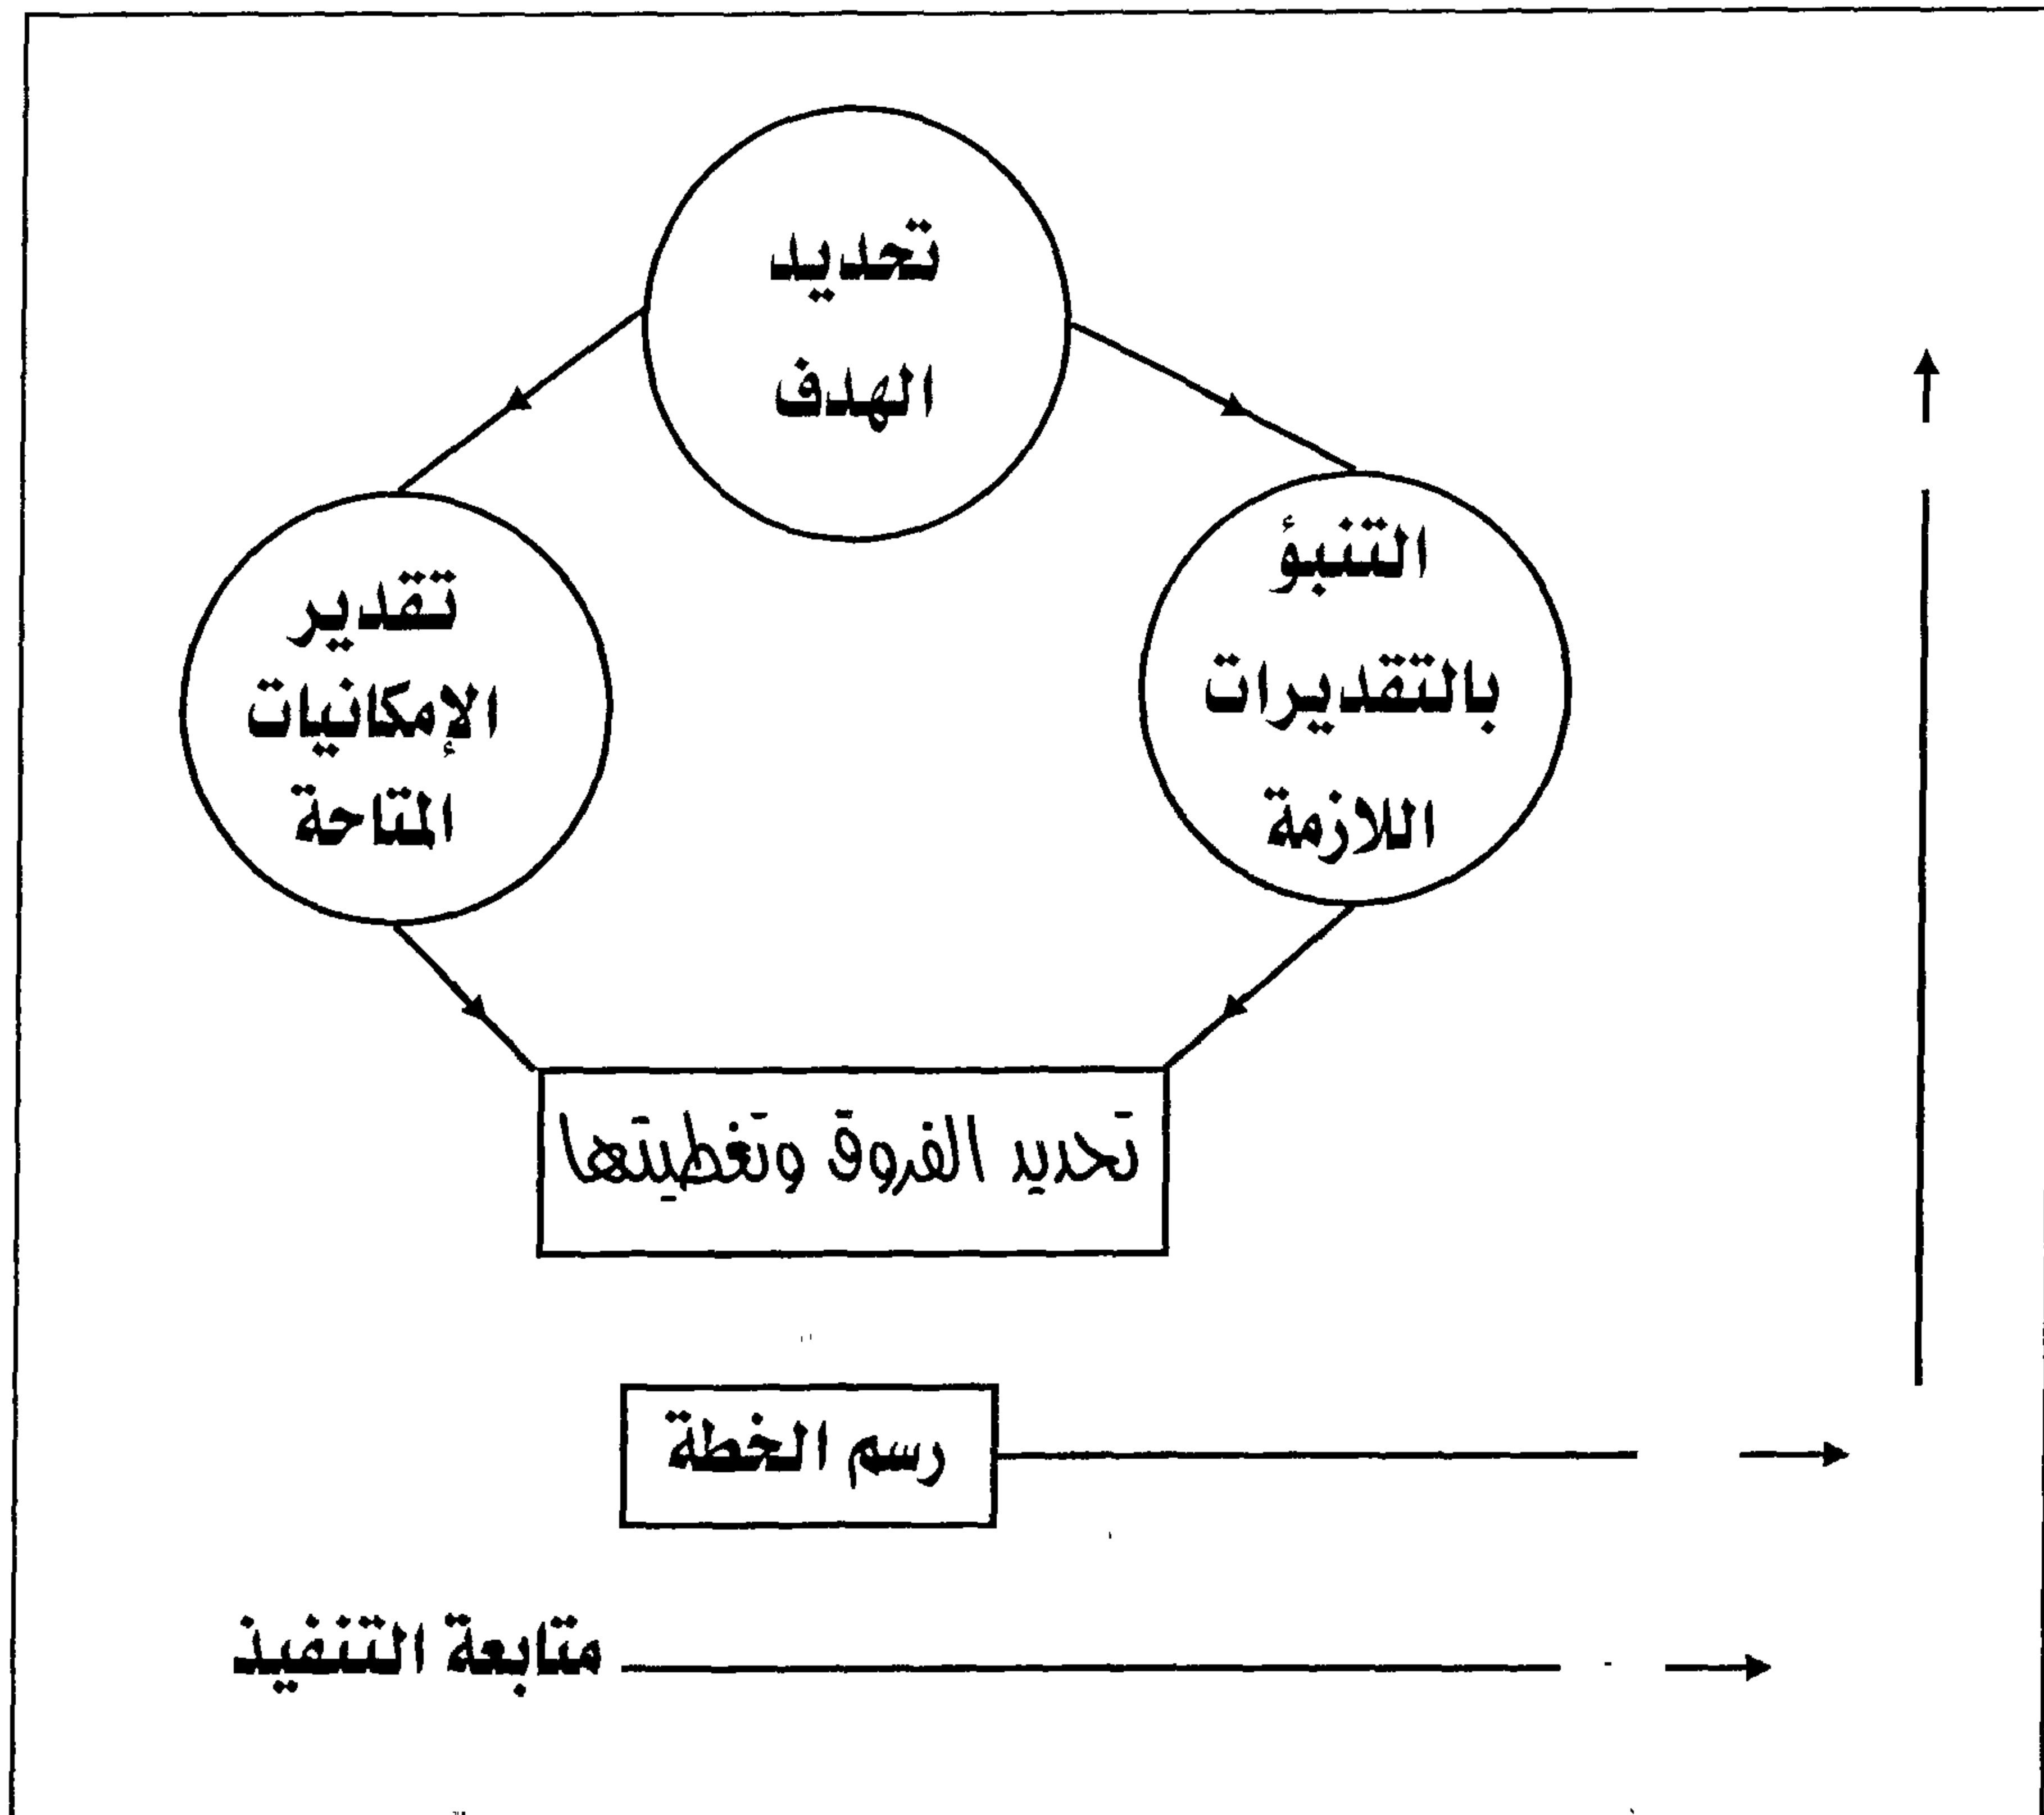 تحديد
الهدف
التنبؤ
بالتقديرات
اللازمة
تقدير
الإمكانيات
المتاحة
تحديد الفروق وتغطيتها
رسم الخطة
متابعة التنفيذ